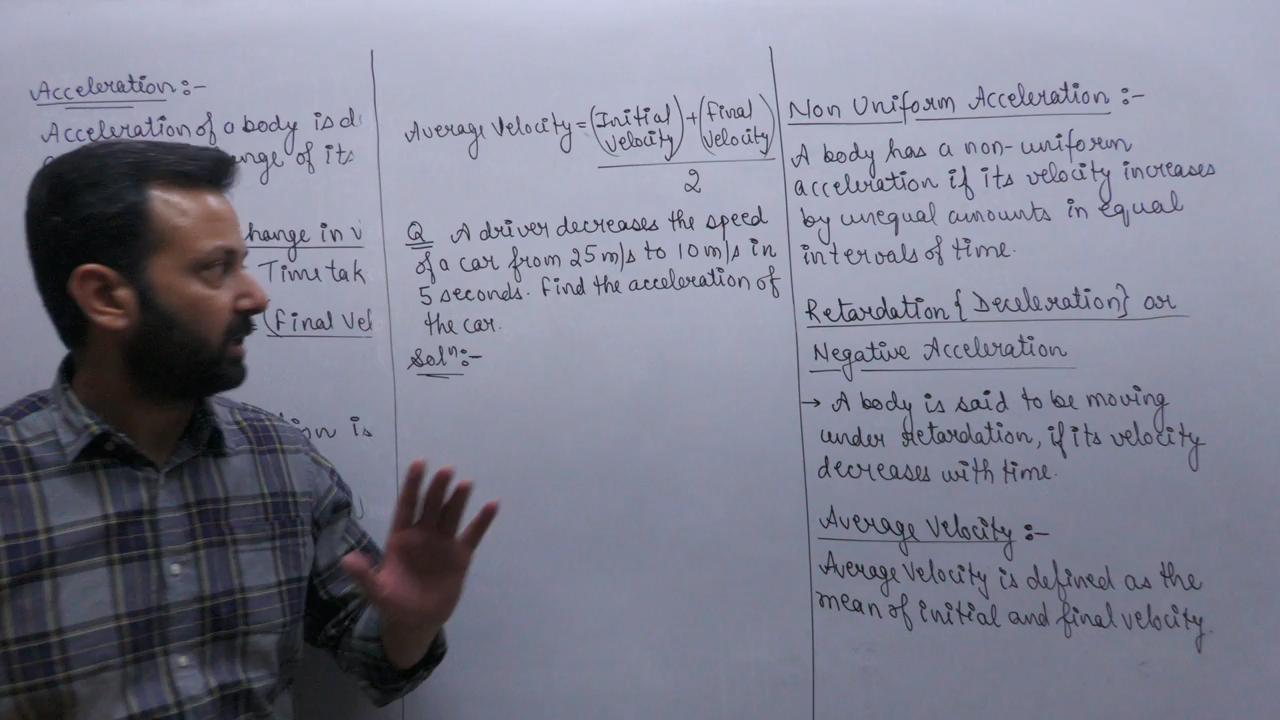 Acceleration :-
Acceleration of a body is
of its
hange in
Time tak
(Final Vel
is
Average Velocity = (Initial Velocity) + (Final Velocity)
2
Q A driver decreases the speed
of a car from 25 m/s to 10 m/s in
5 seconds. Find the acceleration of
the car.
Solⁿ:-
Non Uniform Acceleration :-
A body has a non-uniform
acceleration if its velocity increases
by unequal amounts in equal
intervals of time.
Retardation {Deceleration} or
Negative Acceleration
→ A body is said to be moving
under retardation, if its velocity
decreases with time.
Average Velocity :-
Average Velocity is defined as the
mean of initial and final velocity.